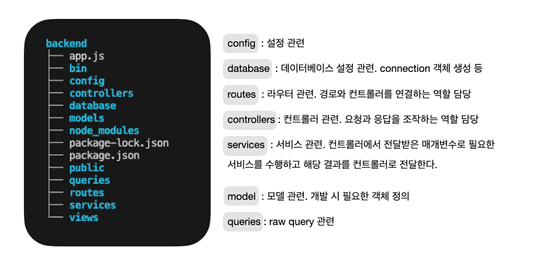 backend
├── app.js
├── bin
├── config
├── controllers
├── database
├── models
├── node_modules
├── package-lock.json
├── package.json
├── public
├── queries
├── routes
├── services
└── views
config : 설정 관련
database : 데이터베이스 설정 관련. connection 객체 생성 등
routes : 라우터 관련. 경로와 컨트롤러를 연결하는 역할 담당
controllers : 컨트롤러 관련. 요청과 응답을 조작하는 역할 담당
services : 서비스 관련. 컨트롤러에서 전달받은 매개변수로 필요한
서비스를 수행하고 해당 결과를 컨트롤러로 전달한다.
model : 모델 관련. 개발 시 필요한 객체 정의
queries : raw query 관련